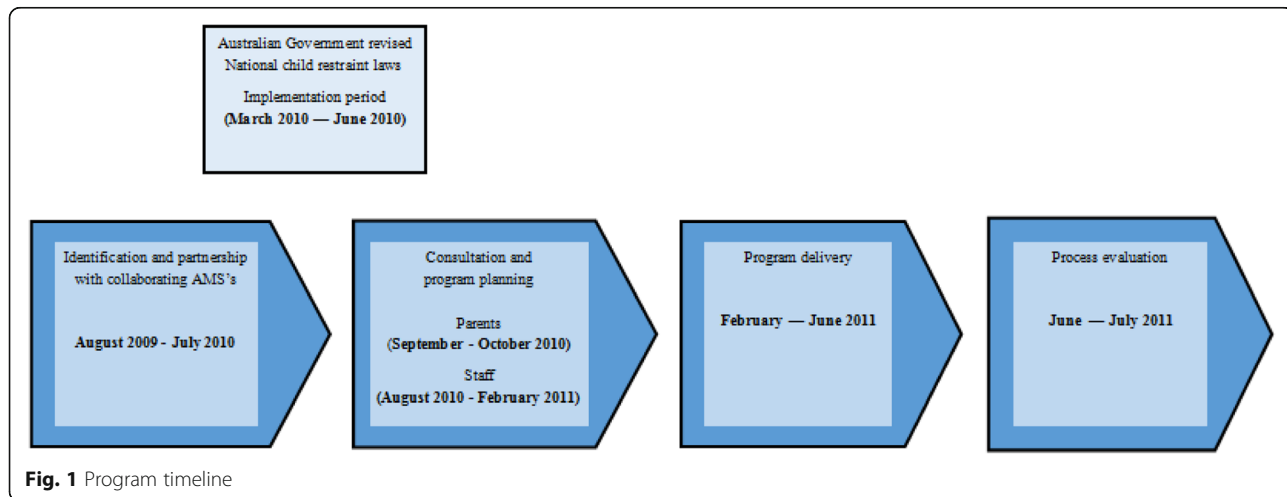 Australian Government revised
National child restraint laws
Implementation period
(March 2010 — June 2010)
Identification and partnership
with collaborating AMS's
August 2009 - July 2010
Consultation and
program planning
Parents
(September - October 2010)
Staff
(August 2010 - February 2011)
Program delivery
February — June 2011
Process evaluation
June — July 2011
Fig. 1 Program timeline